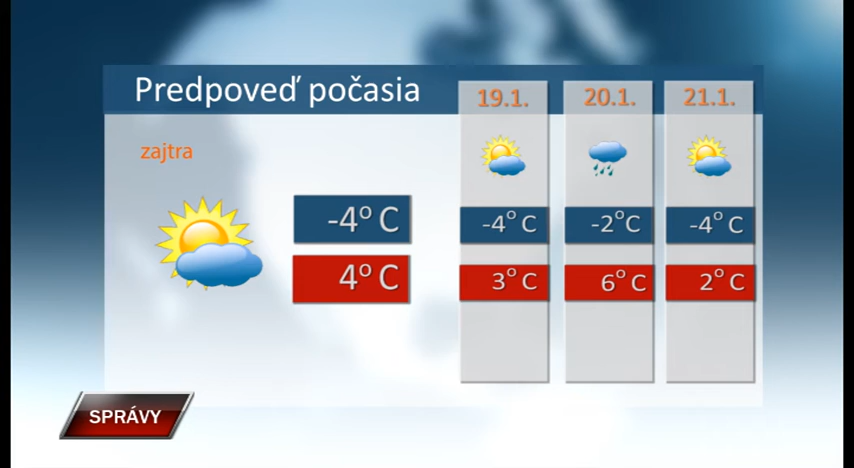 Predpoveď počasia
zajtra
-4° C
4° C
19.1.
-4° C
3° C
20.1.
-2°C
6° C
21.1.
-4° C
2° C
SPRÁVY